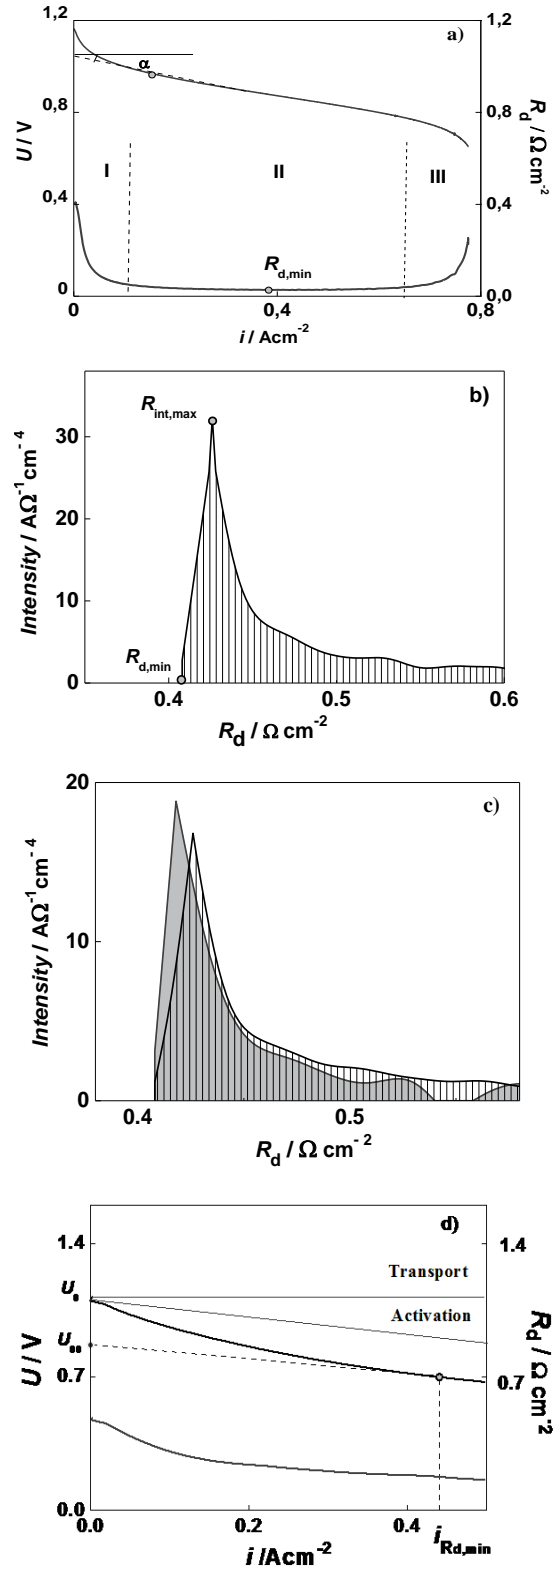 1,2
a)
1,0
α
0,8
0,8
U / V
R_d / Ω cm⁻²
I
II
III
0,4
0,4
R_d,min
0
0,0
0
0,4
0,8
i / Acm⁻²
b)
R_int,max
30
20
Intensity / AΩ⁻¹cm⁻⁴
10
R_d,min
0
0.4
0.5
0.6
R_d / Ω cm⁻²
20
c)
Intensity / AΩ⁻¹cm⁻⁴
10
0
0.4
0.5
R_d / Ω cm⁻²
d)
1.4
1.4
Transport
Activation
U / V
R_d / Ω cm⁻²
0.7
0.7
0.0
0.0
0.2
0.4
i_Rd,min
i /Acm⁻²